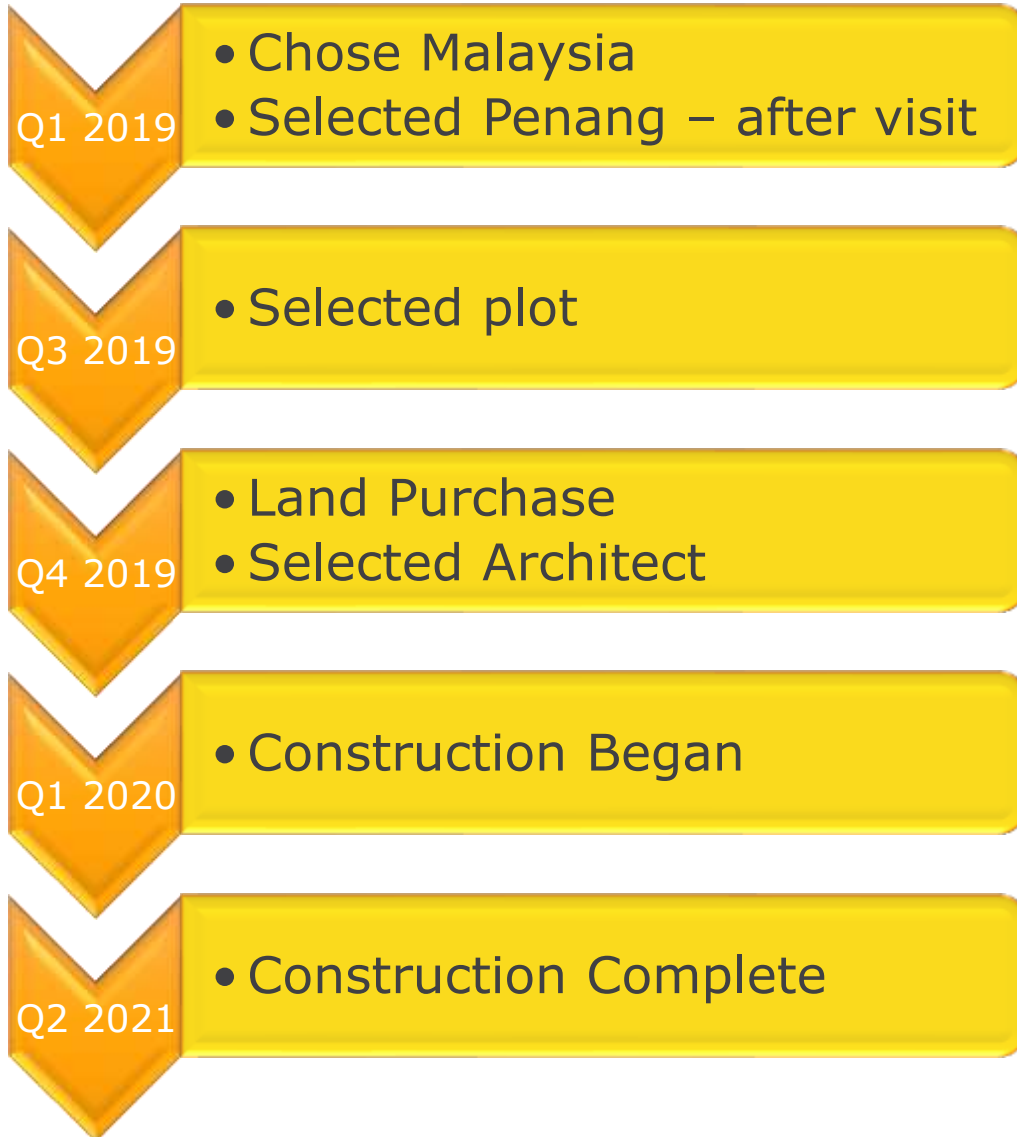 Q1 2019
• Chose Malaysia
• Selected Penang – after visit
Q3 2019
• Selected plot
Q4 2019
• Land Purchase
• Selected Architect
Q1 2020
• Construction Began
Q2 2021
• Construction Complete